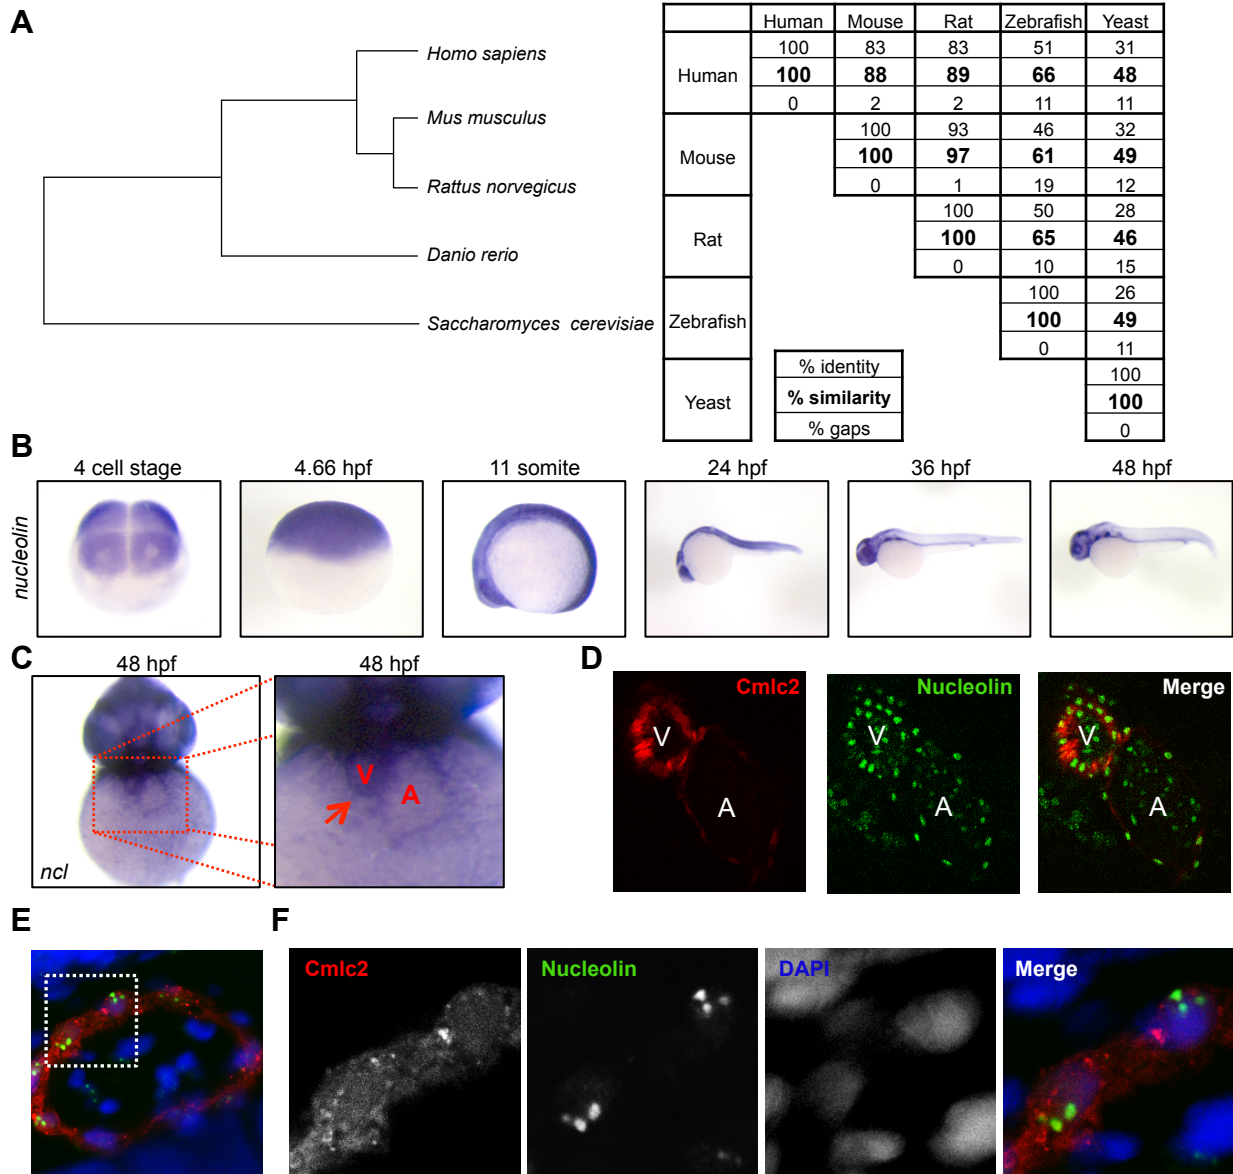 A
Homo sapiens
Mus musculus
Rattus norvegicus
Danio rerio
Saccharomyces cerevisiae
Human Mouse Rat Zebrafish Yeast
Human
100 83 83 51 31
100 88 89 66 48
0 2 2 11 11
Mouse
100 93 46 32
100 97 61 49
0 1 19 12
Rat
100 50 28
100 65 46
0 10 15
Zebrafish
100 26
100 49
0 11
Yeast
100
100
0
% identity
% similarity
% gaps
B
4 cell stage 4.66 hpf 11 somite 24 hpf 36 hpf 48 hpf
nucleolin
C
48 hpf 48 hpf
ncl
V
A
D
Cmlc2 Nucleolin Merge
V V V
A A A
E
F
Cmlc2 Nucleolin DAPI Merge